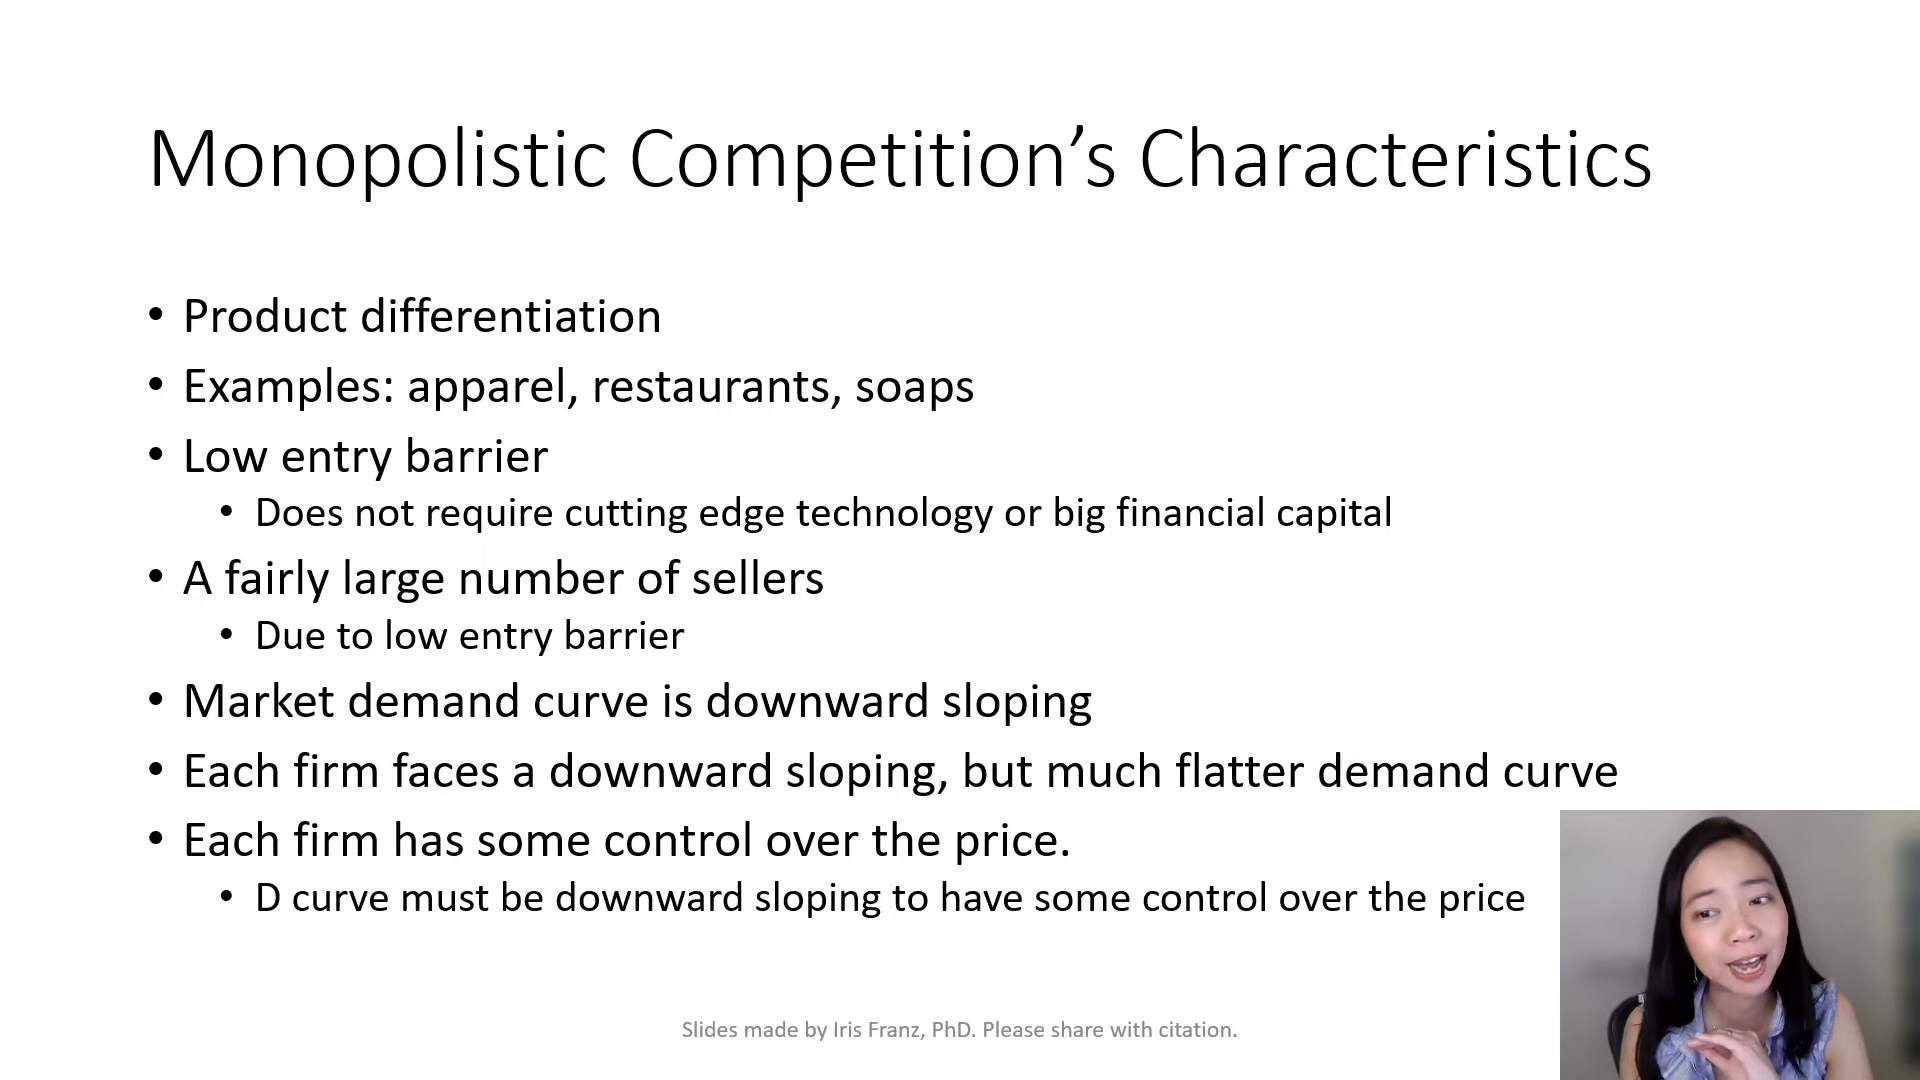 Monopolistic Competition’s Characteristics
• Product differentiation
• Examples: apparel, restaurants, soaps
• Low entry barrier
• Does not require cutting edge technology or big financial capital
• A fairly large number of sellers
• Due to low entry barrier
• Market demand curve is downward sloping
• Each firm faces a downward sloping, but much flatter demand curve
• Each firm has some control over the price.
• D curve must be downward sloping to have some control over the price
Slides made by Iris Franz, PhD. Please share with citation.